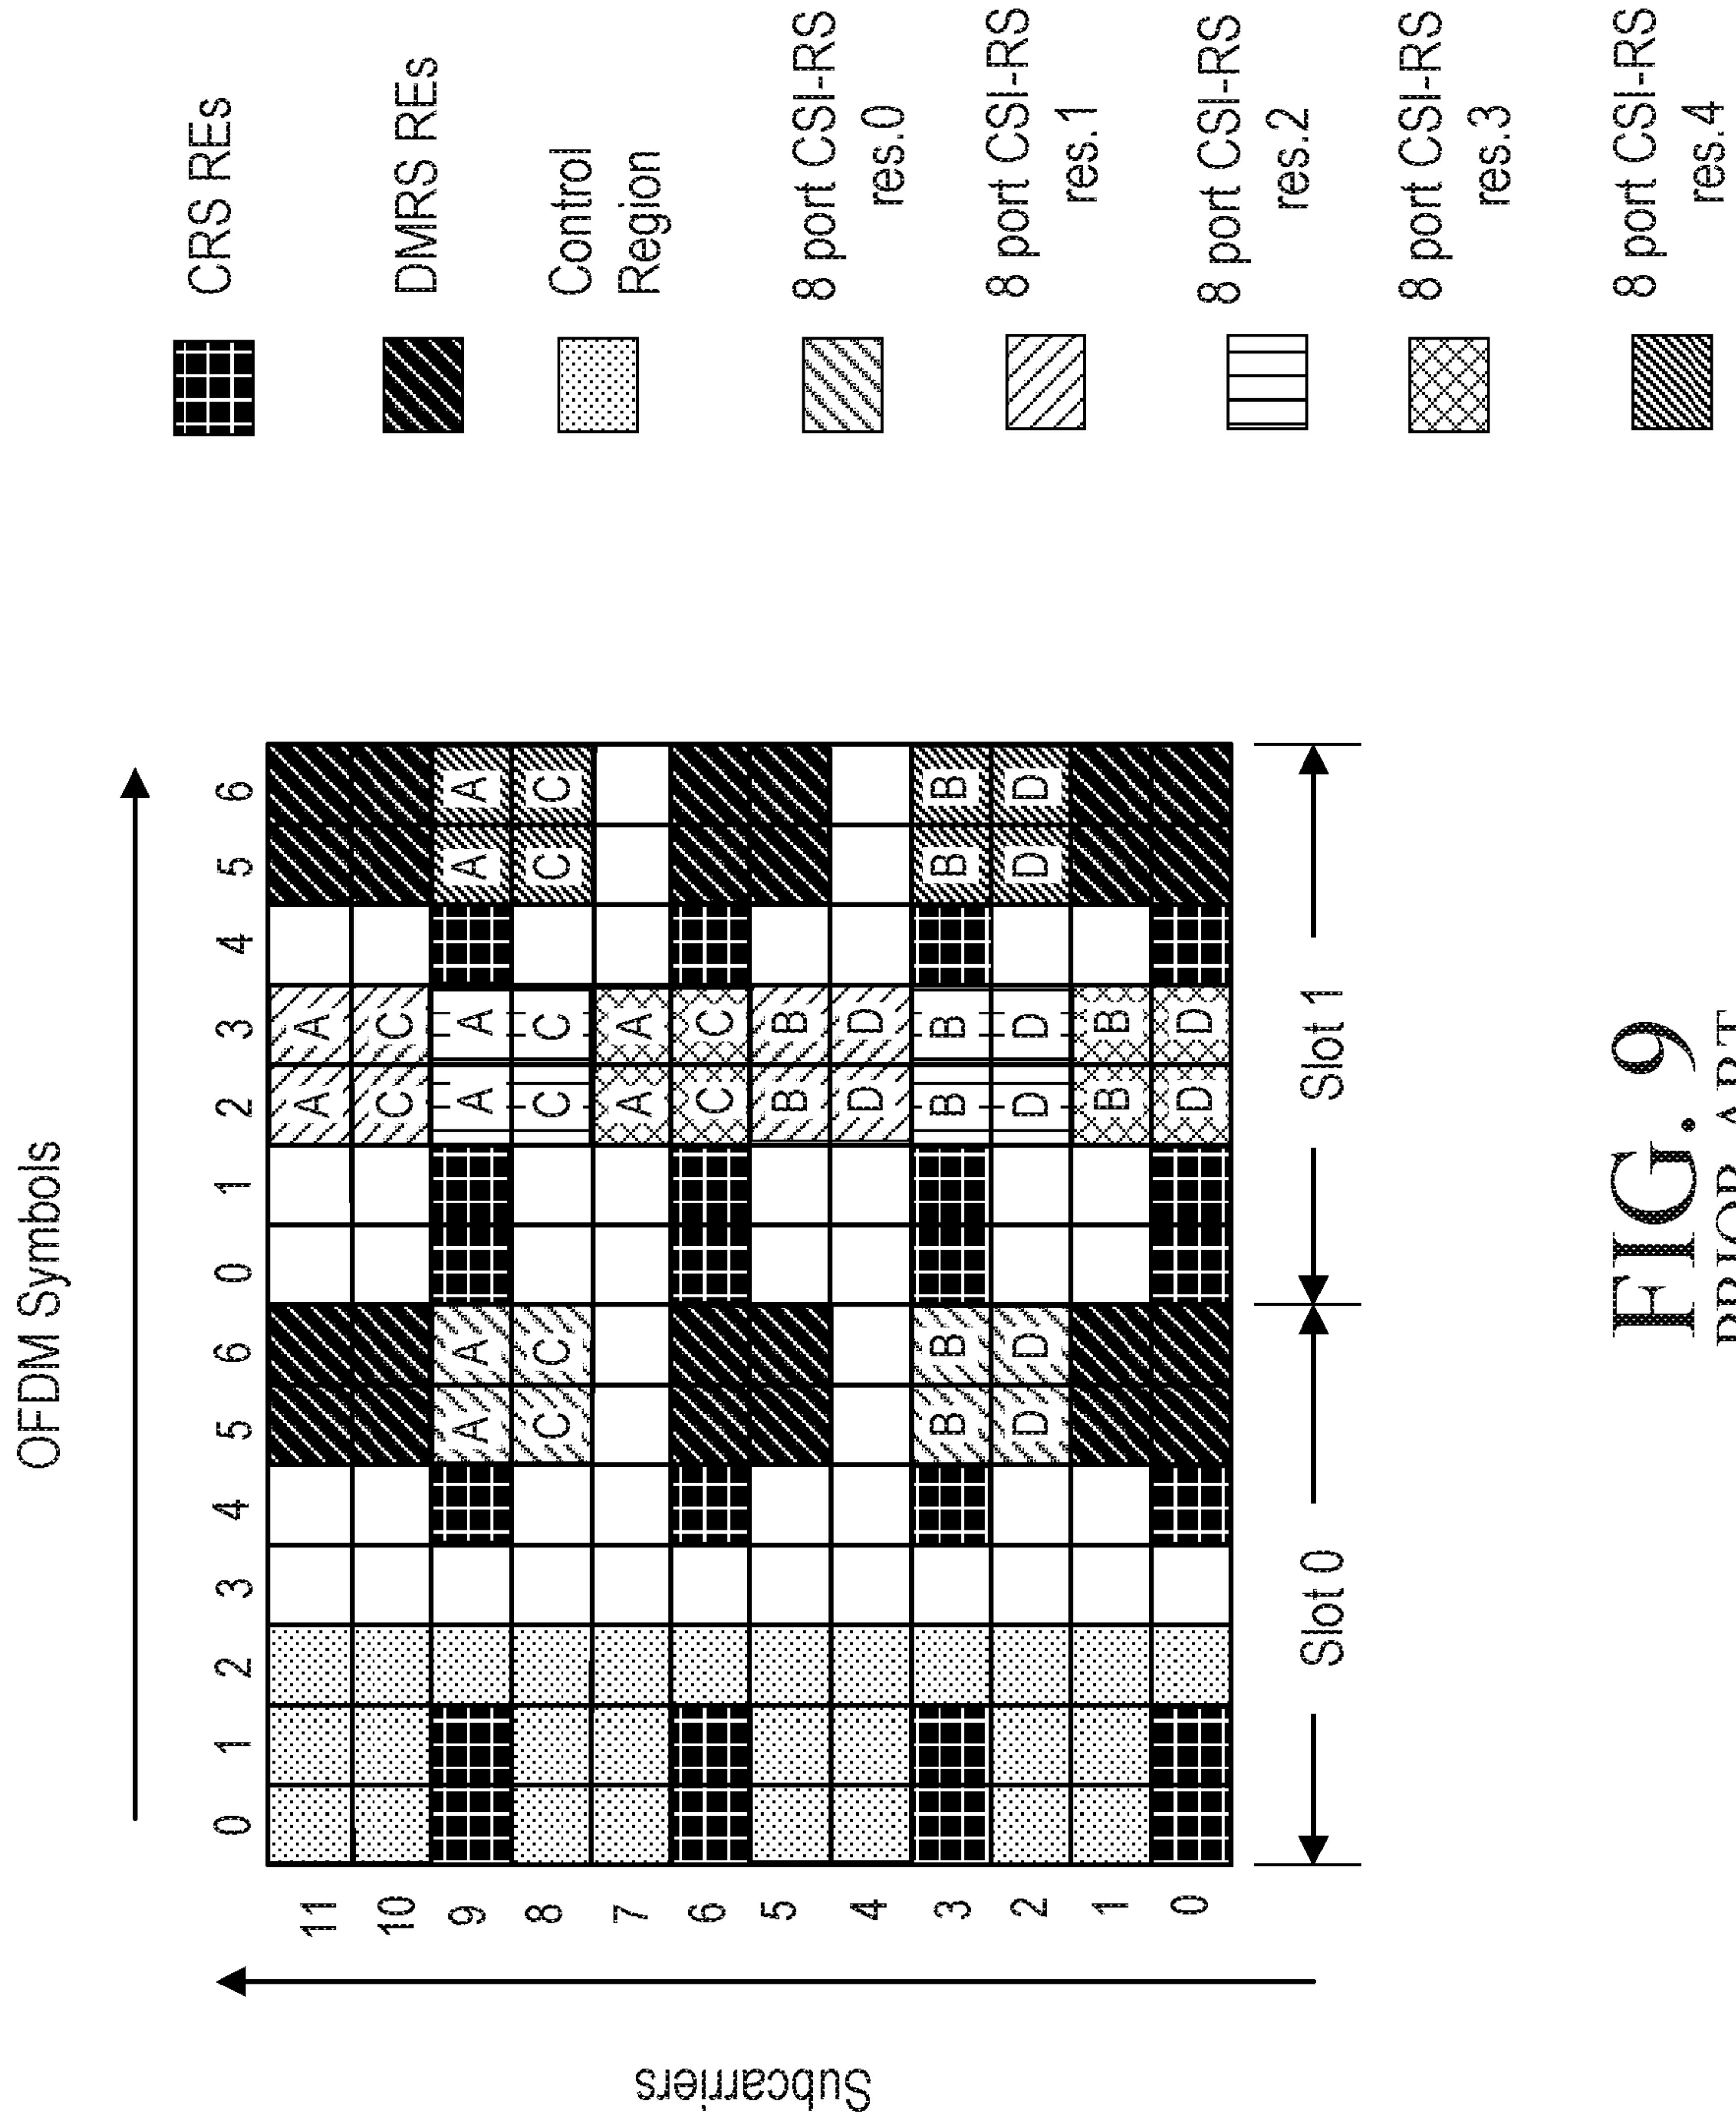 OFDM Symbols
0 1 2 3 4 5 6 0 1 2 3 4 5 6
Subcarriers
11 A A
10 C C
9 A A A A A A
8 C C C C C C
7 A A
6 C C
5 B B
4 D D
3 B B B B B B
2 D D D D D D
1 B B
0 D D
Slot 0 Slot 1
CRS REs
DMRS REs
Control
Region
8 port CSI-RS
res.0
8 port CSI-RS
res.1
8 port CSI-RS
res.2
8 port CSI-RS
res.3
8 port CSI-RS
res.4
FIG. 9
PRIOR ART